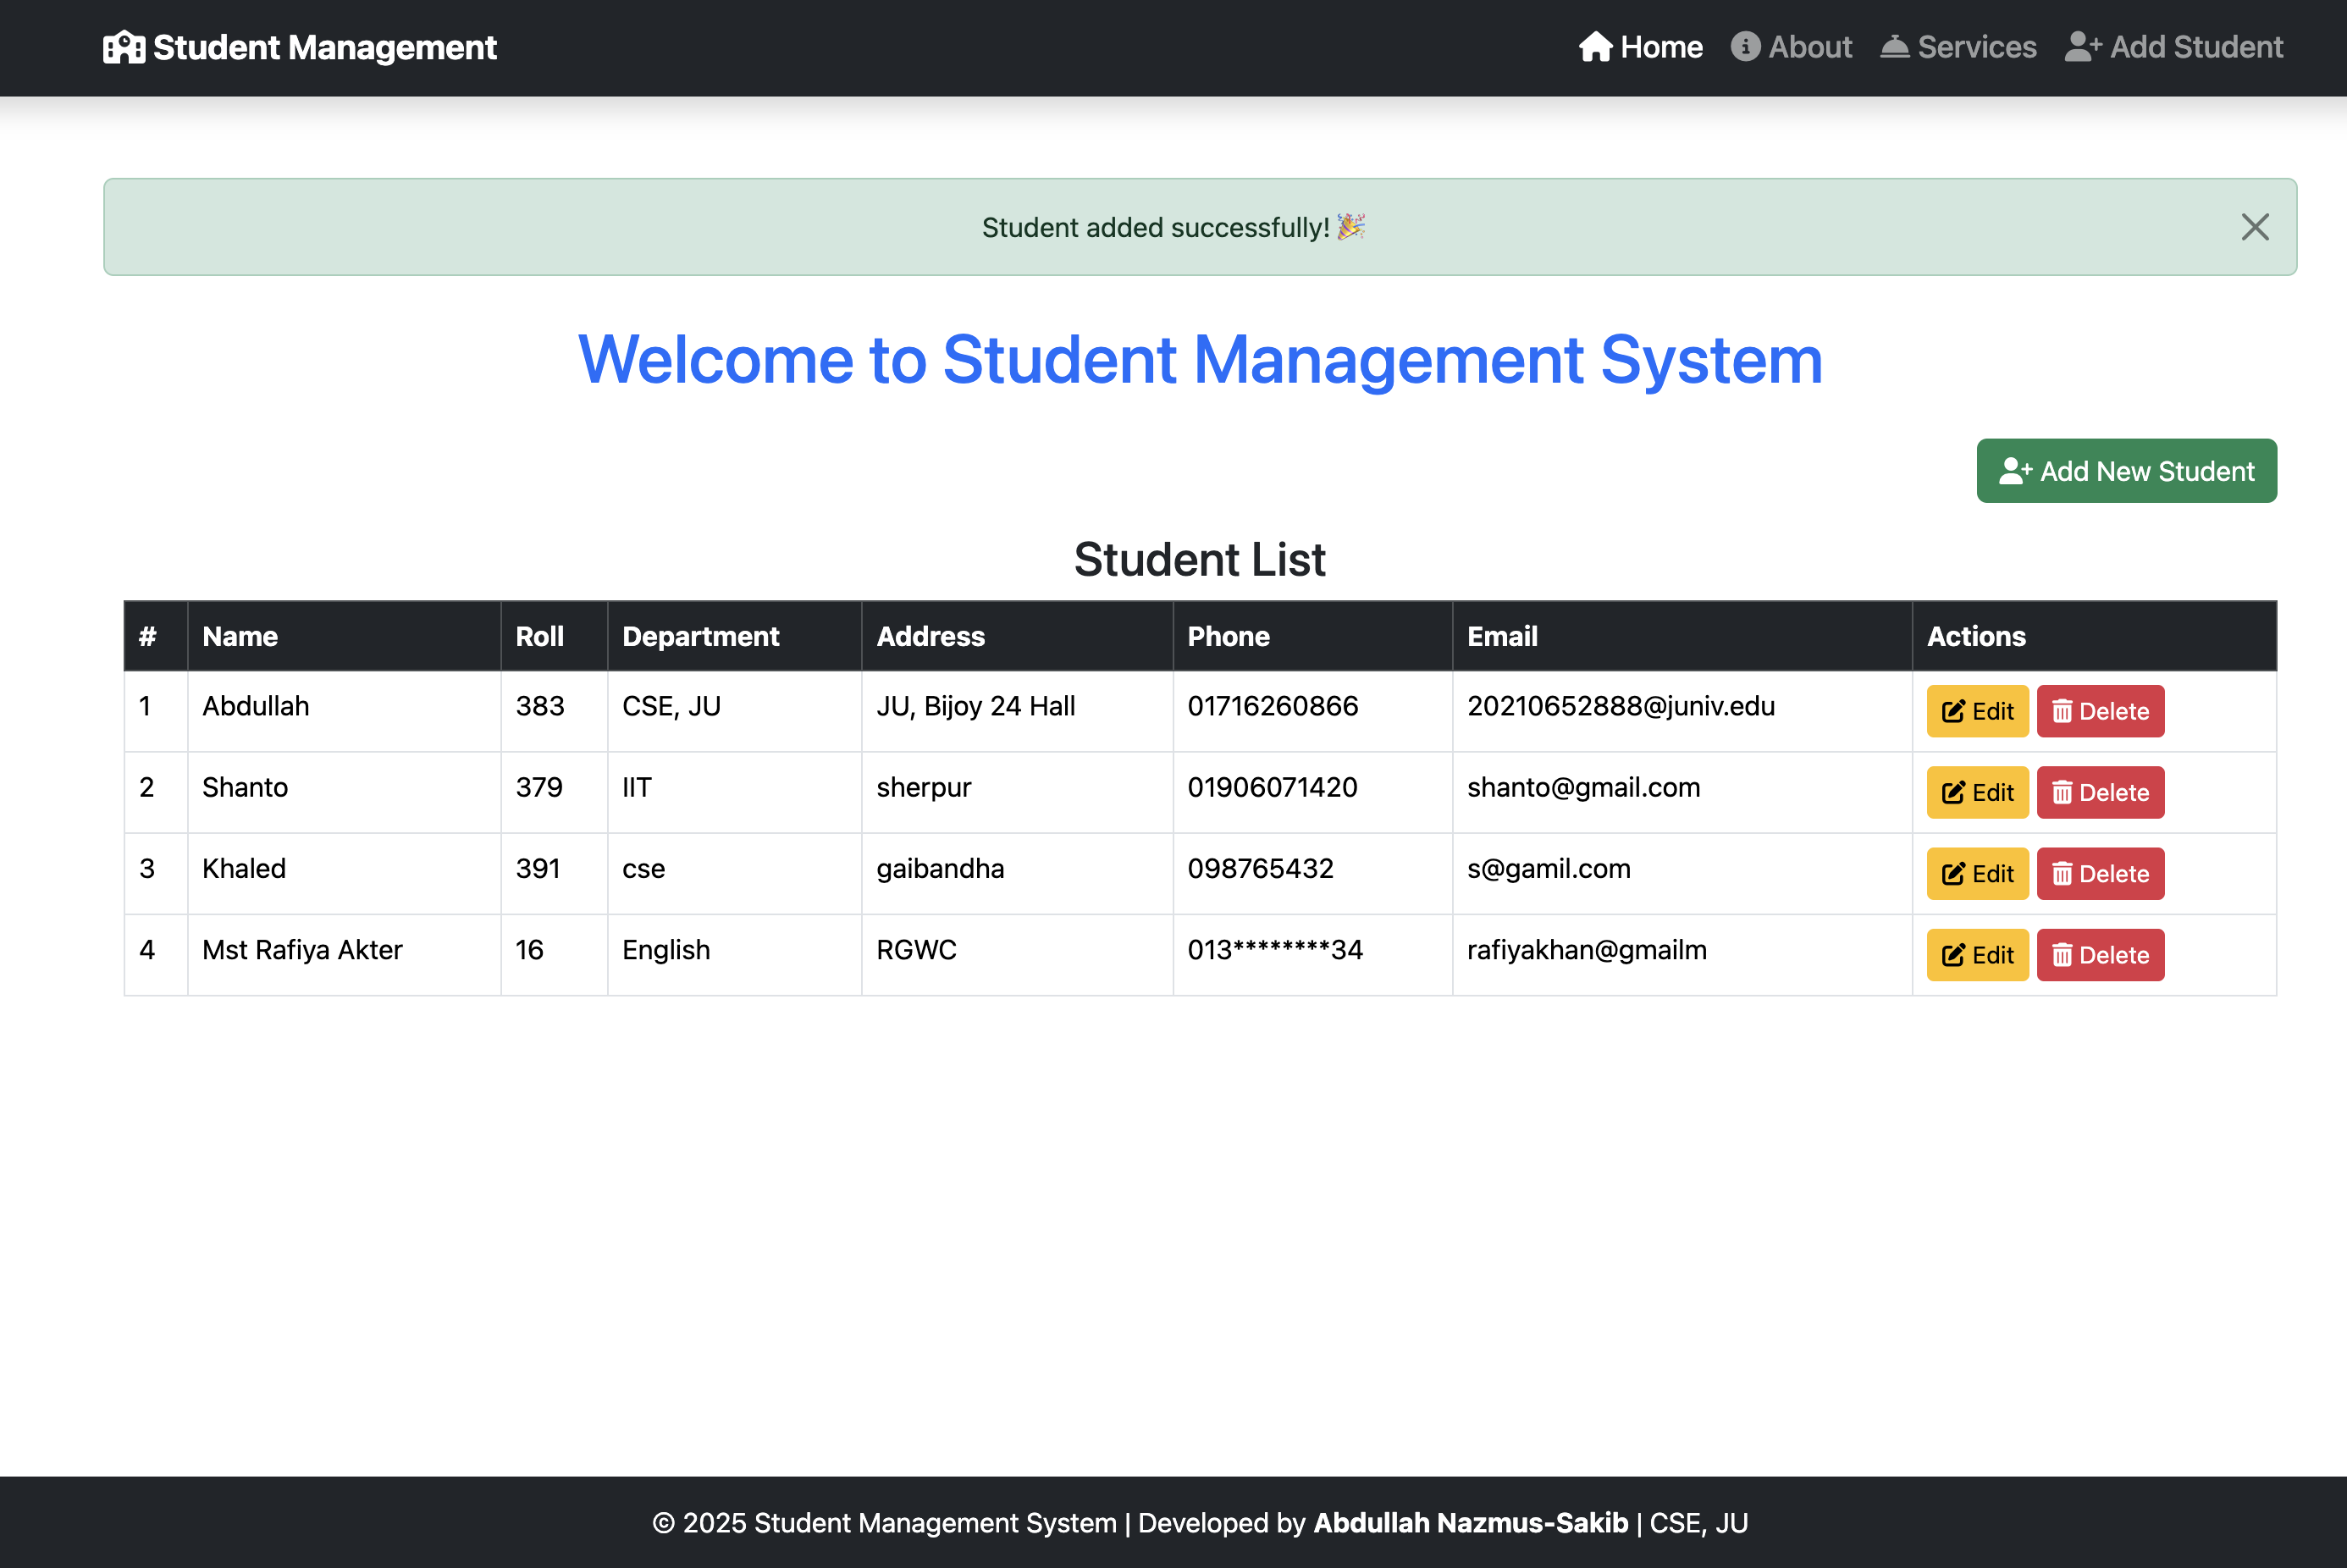 Student Management Home About Services Add Student
Student added successfully! 🎉
Welcome to Student Management System
Add New Student
Student List
# Name Roll Department Address Phone Email Actions
1 Abdullah 383 CSE, JU JU, Bijoy 24 Hall 01716260866 20210652888@juniv.edu Edit Delete
2 Shanto 379 IIT sherpur 01906071420 shanto@gmail.com Edit Delete
3 Khaled 391 cse gaibandha 098765432 s@gamil.com Edit Delete
4 Mst Rafiya Akter 16 English RGWC 013********34 rafiyakhan@gmailm Edit Delete
© 2025 Student Management System | Developed by Abdullah Nazmus-Sakib | CSE, JU